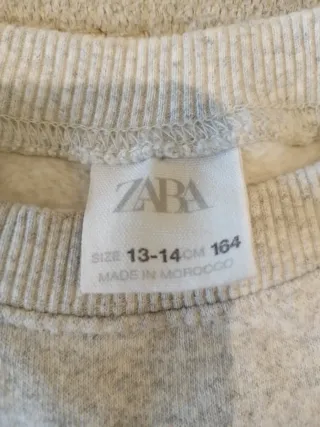 ZARA
SIZE 13-14 CM 164
MADE IN MOROCCO